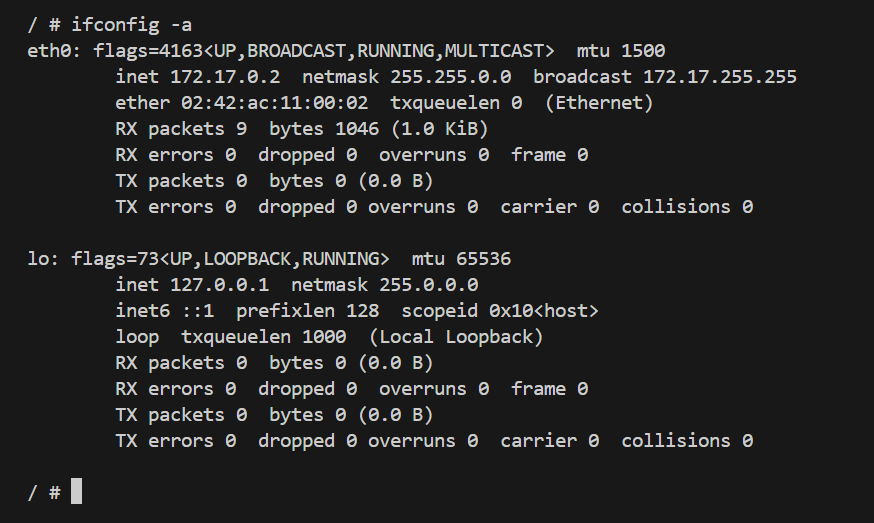 / # ifconfig -a
eth0: flags=4163<UP,BROADCAST,RUNNING,MULTICAST>  mtu 1500
        inet 172.17.0.2  netmask 255.255.0.0  broadcast 172.17.255.255
        ether 02:42:ac:11:00:02  txqueuelen 0  (Ethernet)
        RX packets 9  bytes 1046 (1.0 KiB)
        RX errors 0  dropped 0  overruns 0  frame 0
        TX packets 0  bytes 0 (0.0 B)
        TX errors 0  dropped 0 overruns 0  carrier 0  collisions 0

lo: flags=73<UP,LOOPBACK,RUNNING>  mtu 65536
        inet 127.0.0.1  netmask 255.0.0.0
        inet6 ::1  prefixlen 128  scopeid 0x10<host>
        loop  txqueuelen 1000  (Local Loopback)
        RX packets 0  bytes 0 (0.0 B)
        RX errors 0  dropped 0  overruns 0  frame 0
        TX packets 0  bytes 0 (0.0 B)
        TX errors 0  dropped 0 overruns 0  carrier 0  collisions 0

/ #